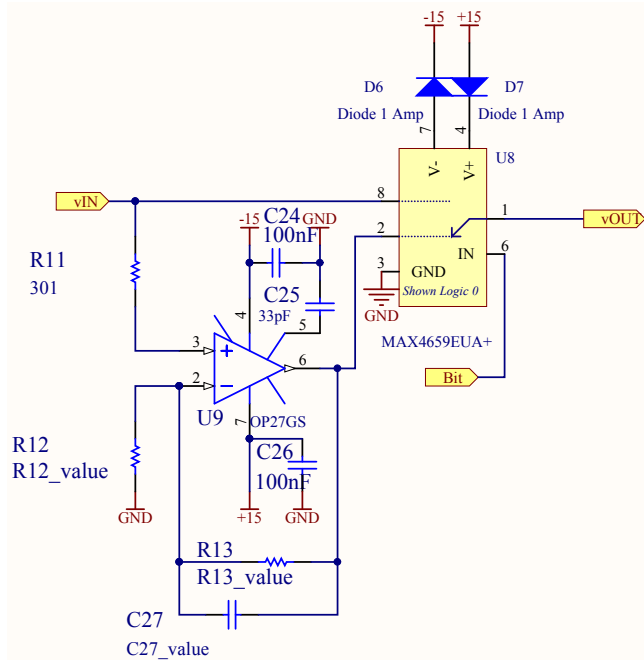 -15 +15
D6 D7
Diode 1 Amp Diode 1 Amp
7 4
U8
V- V+
vIN 8 1 vOUT
2 IN 6
3 GND
Shown Logic 0
GND
MAX4659EUA+
Bit
R11
301
-15 C24 GND
100nF
C25
33pF
4 5
3 + 6
2 -
U9 7 OP27GS
R12
R12_value
GND
C26
100nF
+15 GND
R13
R13_value
C27
C27_value